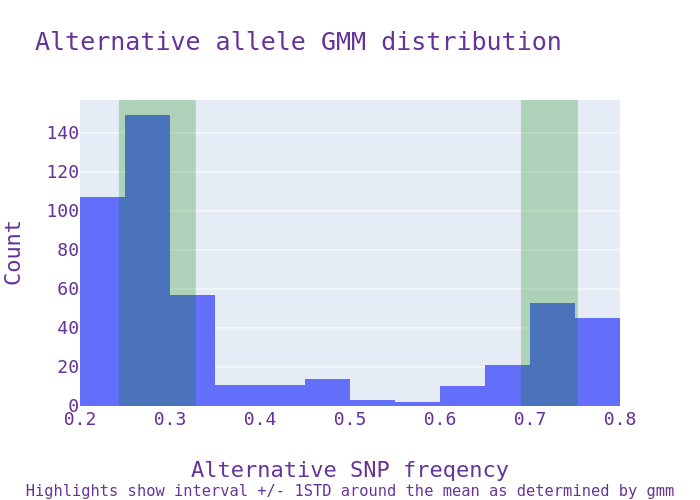 Alternative allele GMM distribution
140
120
100
80
60
40
20
0
Count
0.2 0.3 0.4 0.5 0.6 0.7 0.8
Alternative SNP freqency
Highlights show interval +/- 1STD around the mean as determined by gmm